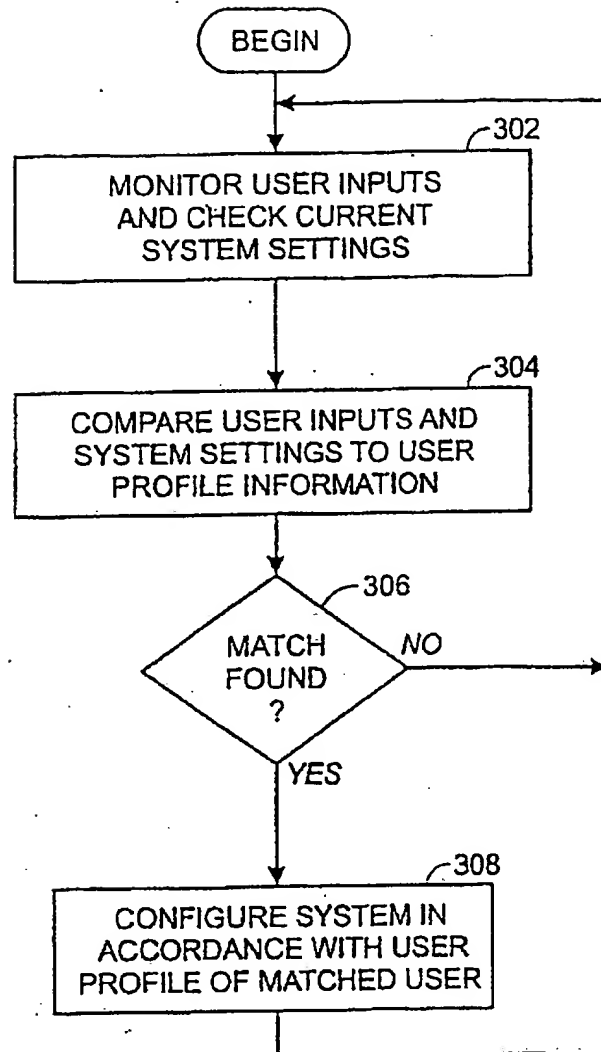 BEGIN
302
MONITOR USER INPUTS
AND CHECK CURRENT
SYSTEM SETTINGS
304
COMPARE USER INPUTS AND
SYSTEM SETTINGS TO USER
PROFILE INFORMATION
306
MATCH
FOUND
?
NO
YES
308
CONFIGURE SYSTEM IN
ACCORDANCE WITH USER
PROFILE OF MATCHED USER